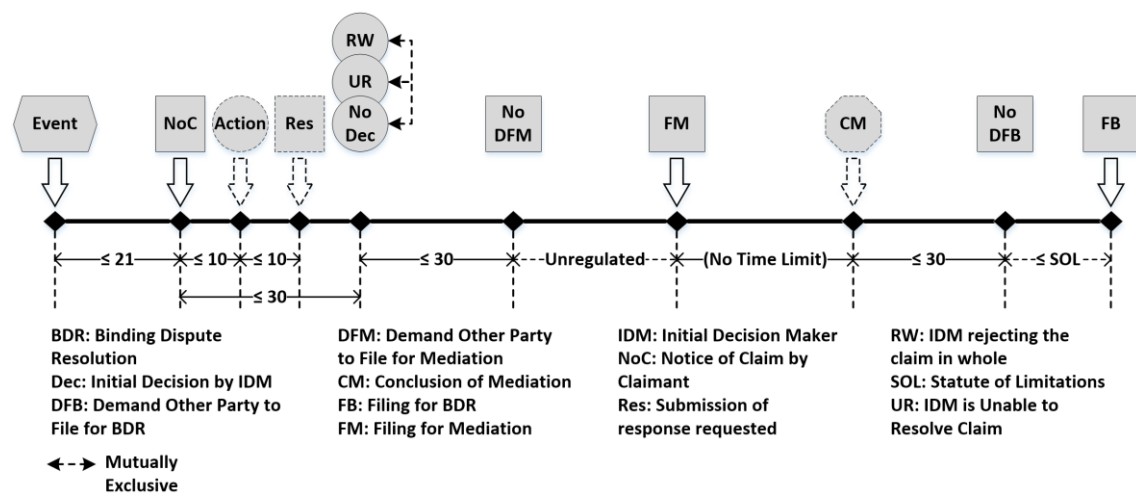 RW
UR
No
Dec
Event
NoC
Action
Res
No
DFM
FM
CM
No
DFB
FB
≤ 21
≤ 10
≤ 10
≤ 30
Unregulated
(No Time Limit)
≤ 30
≤ SOL
≤ 30
BDR: Binding Dispute
Resolution
Dec: Initial Decision by IDM
DFB: Demand Other Party to
File for BDR
Mutually
Exclusive
DFM: Demand Other Party
to File for Mediation
CM: Conclusion of Mediation
FB: Filing for BDR
FM: Filing for Mediation
IDM: Initial Decision Maker
NoC: Notice of Claim by
Claimant
Res: Submission of
response requested
RW: IDM rejecting the
claim in whole
SOL: Statute of Limitations
UR: IDM is Unable to
Resolve Claim